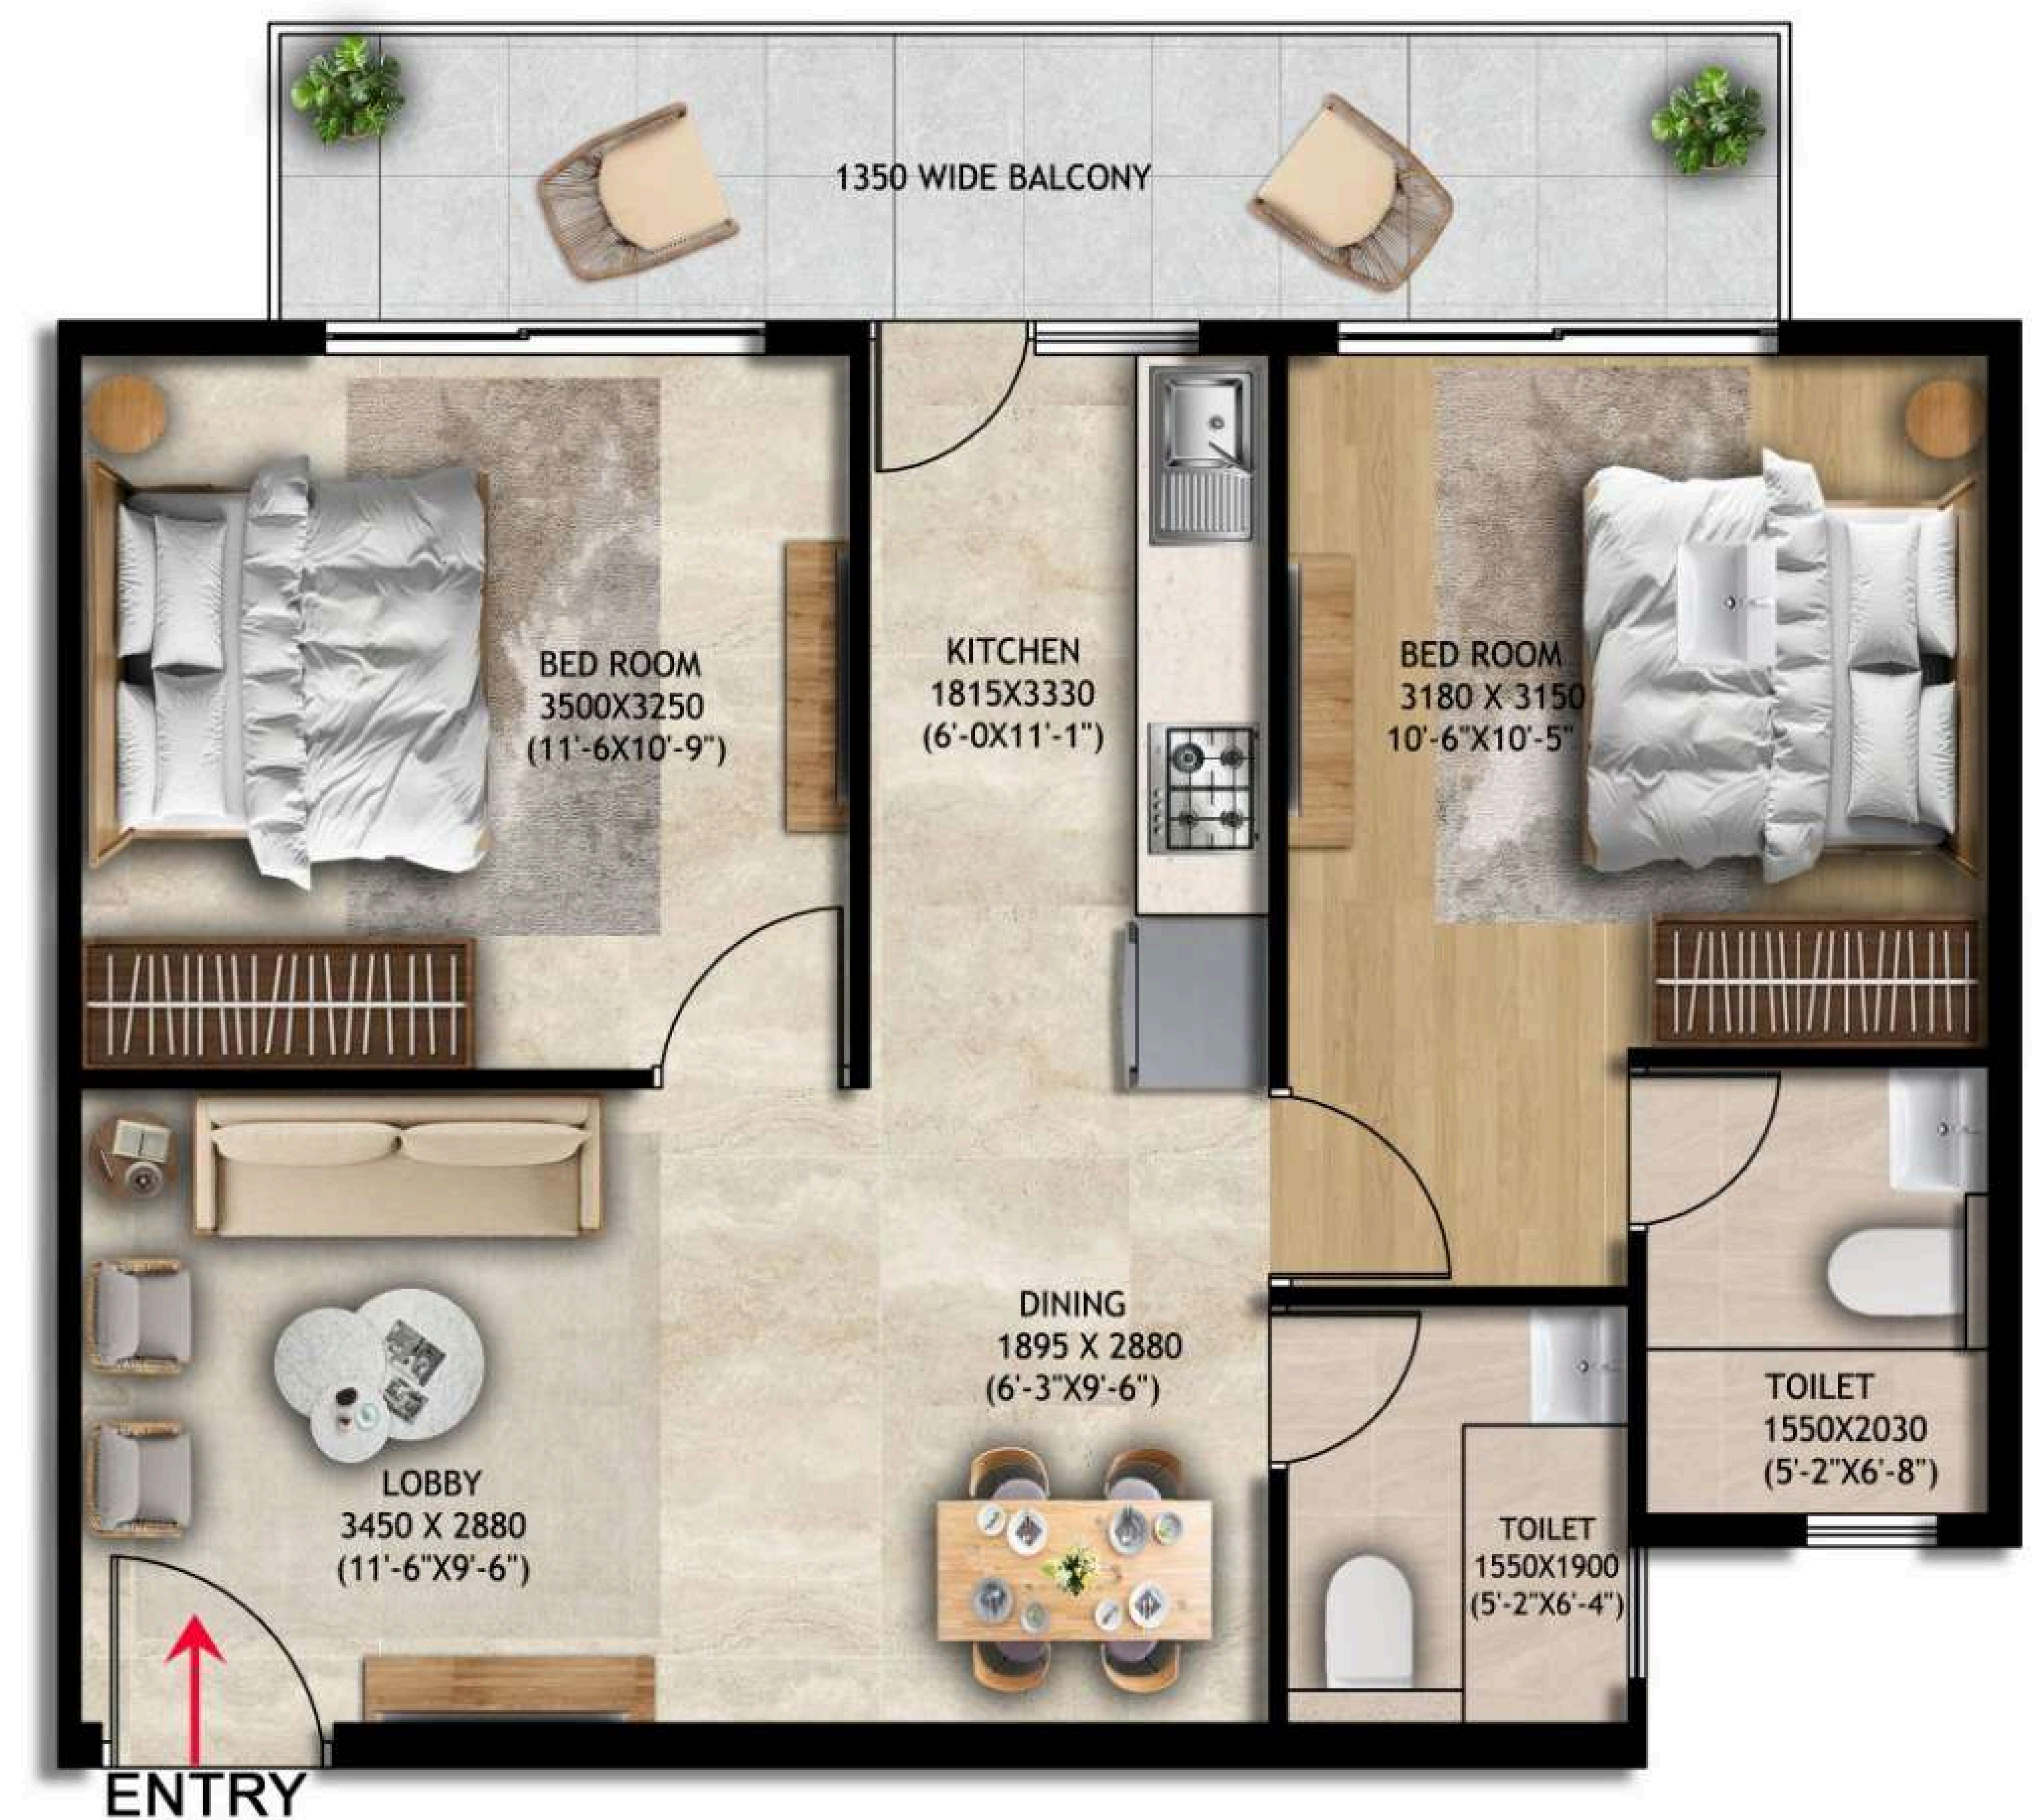 1350 WIDE BALCONY
BED ROOM
3500X3250
(11'-6X10'-9")
KITCHEN
1815X3330
(6'-0X11'-1")
BED ROOM
3180 X 3150
10'-6"X10'-5"
DINING
1895 X 2880
(6'-3"X9'-6")
LOBBY
3450 X 2880
(11'-6"X9'-6")
TOILET
1550X2030
(5'-2"X6'-8")
TOILET
1550X1900
(5'-2"X6'-4")
ENTRY